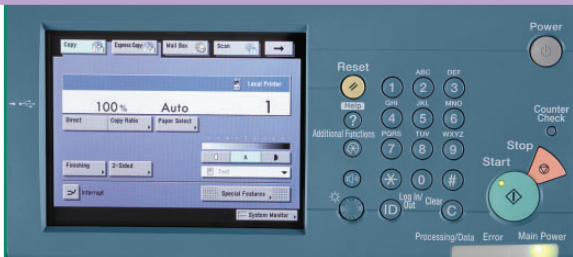 Copy Express Copy Mail Box Scan
Local Printer
100% Auto 1
Direct Copy Ratio Paper Select
A
Text
Finishing 2-Sided
Interrupt Special Features
System Monitor
Power
Reset
ABC DEF
1 2 3
Help GHI JKL MNO
? 4 5 6
Counter
Check
Additional Functions PQRS TUV WXYZ
7 8 9
Stop
Start
0 #
Log In/
Out
ID Clear C
Processing/Data Error Main Power